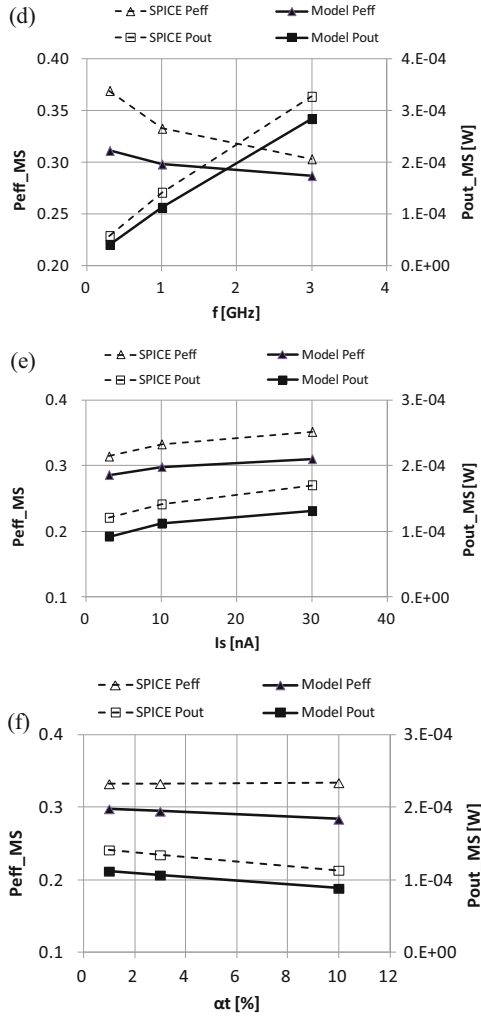 (d)
SPICE Peff Model Peff
SPICE Pout Model Pout
0.40 4.E-04
0.35 3.E-04
0.30 2.E-04
0.25 1.E-04
0.20 0.E+00
Peff_MS
Pout_MS [W]
0 1 2 3 4
f [GHz]
(e)
SPICE Peff Model Peff
SPICE Pout Model Pout
0.4 3.E-04
0.3 2.E-04
0.2 1.E-04
0.1 0.E+00
Peff_MS
Pout_MS [W]
0 10 20 30 40
Is [nA]
(f)
SPICE Peff Model Peff
SPICE Pout Model Pout
0.4 3.E-04
0.3 2.E-04
0.2 1.E-04
0.1 0.E+00
Peff_MS
Pout MS [W]
0 2 4 6 8 10 12
αt [%]